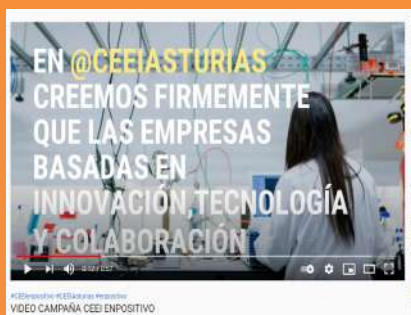 EN @CEEIASTURIAS
CREEMOS FIRMEMENTE
QUE LAS EMPRESAS
BASADAS EN
INNOVACIÓN TECNOLOGÍA
Y COLABORACIÓN
#CEEIenpositivo #CEEIAsturias #enpositivo
VIDEO CAMPAÑA CEEI ENPOSITIVO